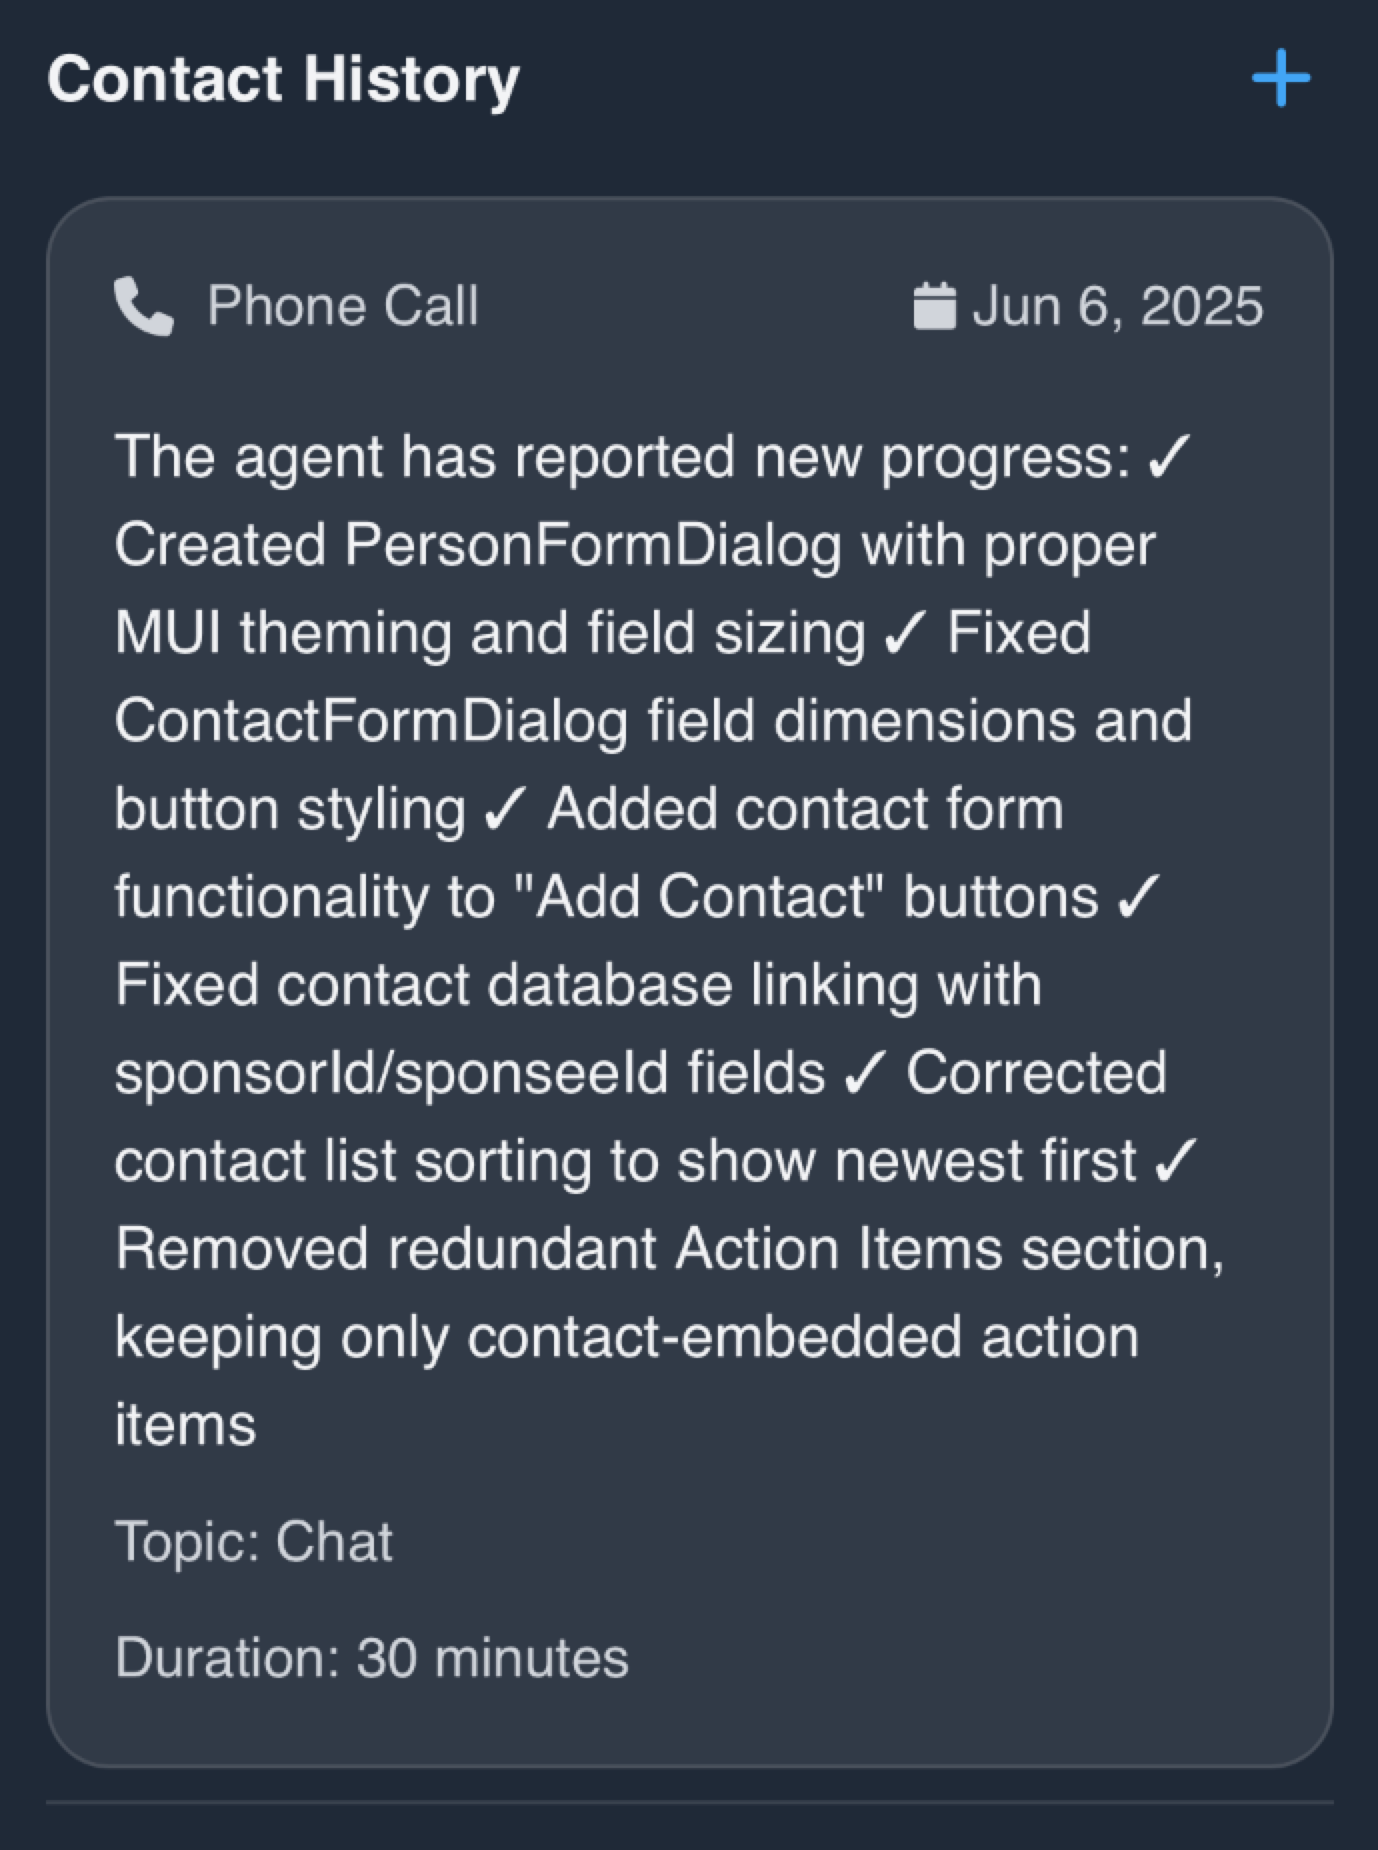 Contact History
Phone Call
Jun 6, 2025
The agent has reported new progress: ✓
Created PersonFormDialog with proper
MUI theming and field sizing ✓ Fixed
ContactFormDialog field dimensions and
button styling ✓ Added contact form
functionality to "Add Contact" buttons ✓
Fixed contact database linking with
sponsorId/sponseeId fields ✓ Corrected
contact list sorting to show newest first ✓
Removed redundant Action Items section,
keeping only contact-embedded action
items
Topic: Chat
Duration: 30 minutes